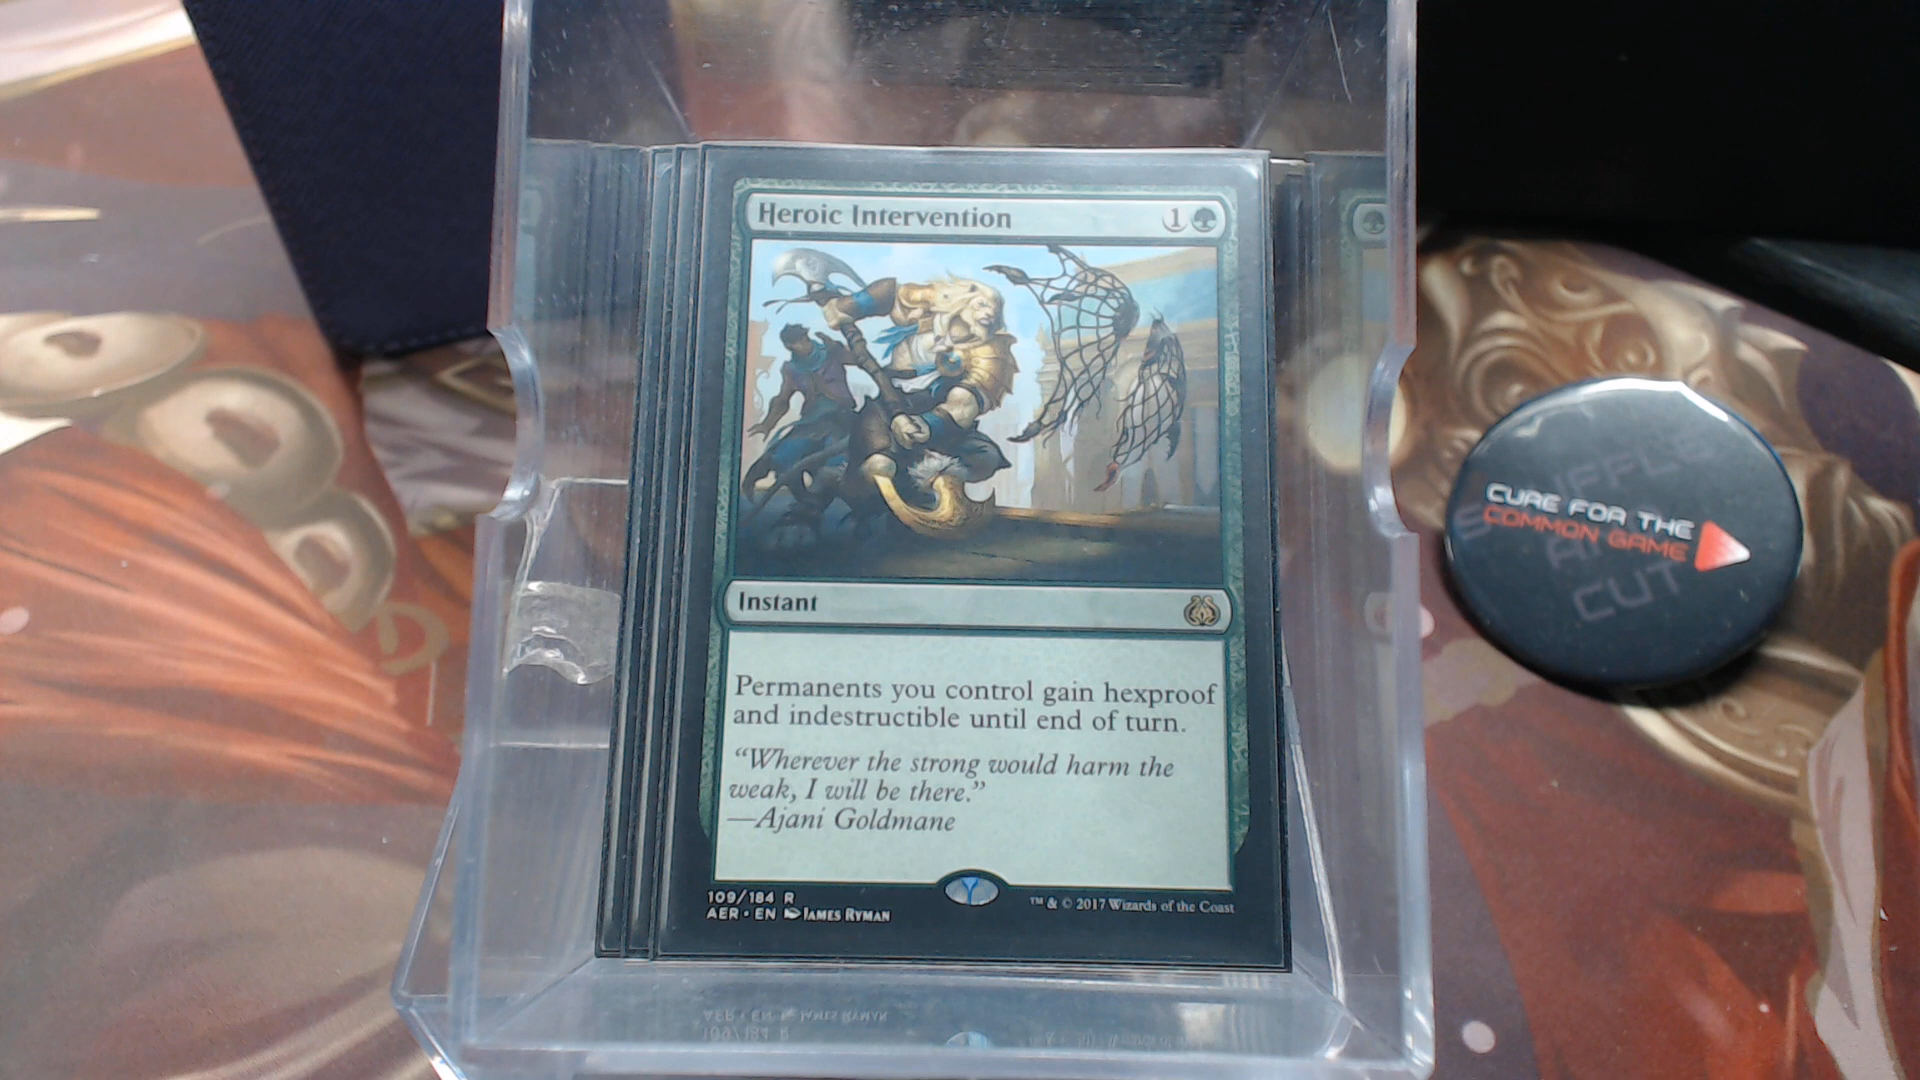 Heroic Intervention 1
Instant
Permanents you control gain hexproof
and indestructible until end of turn.
“Wherever the strong would harm the
weak, I will be there.”
—Ajani Goldmane
109/184 R
AER • EN James Ryman
™ & © 2017 Wizards of the Coast
CURE FOR THE
COMMON GAME
CUT